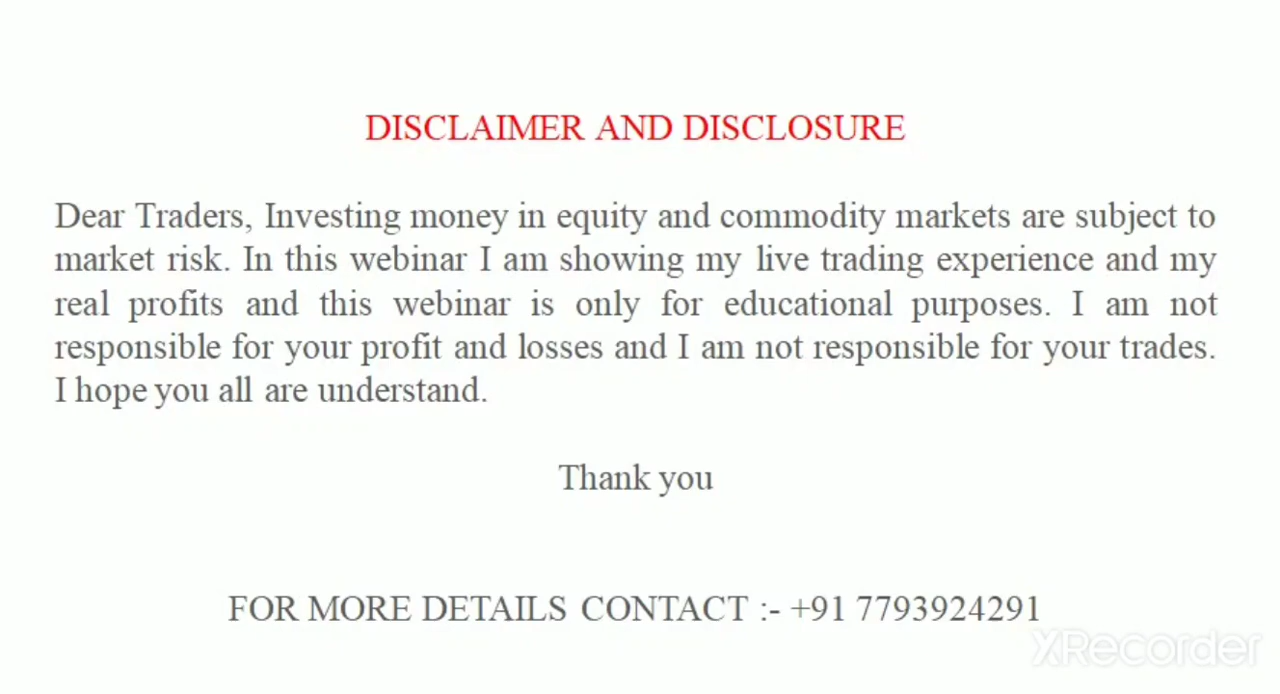 DISCLAIMER AND DISCLOSURE
Dear Traders, Investing money in equity and commodity markets are subject to
market risk. In this webinar I am showing my live trading experience and my
real profits and this webinar is only for educational purposes. I am not
responsible for your profit and losses and I am not responsible for your trades.
I hope you all are understand.
Thank you
FOR MORE DETAILS CONTACT :- +91 7793924291
XRecorder